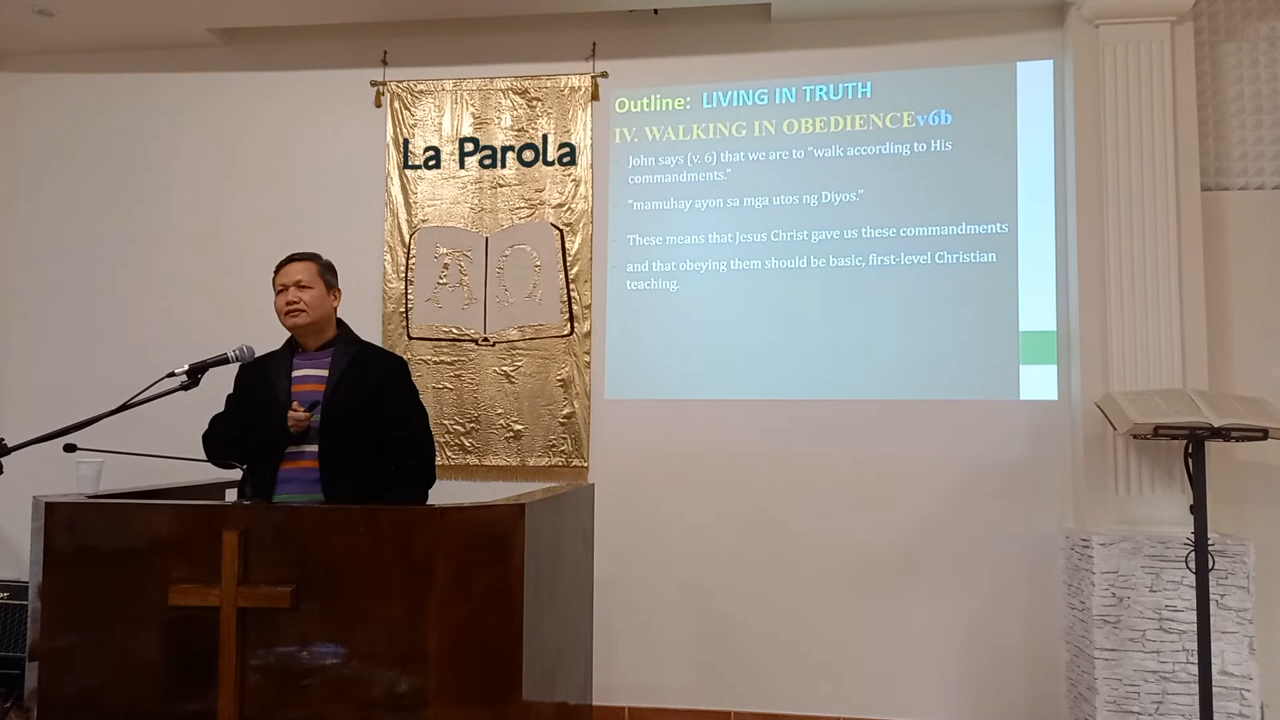 La Parola
Α Ω
Outline: LIVING IN TRUTH
IV. WALKING IN OBEDIENCEv6b
John says (v. 6) that we are to “walk according to His
commandments.”
“mamuhay ayon sa mga utos ng Diyos.”
These means that Jesus Christ gave us these commandments
and that obeying them should be basic, first-level Christian
teaching.